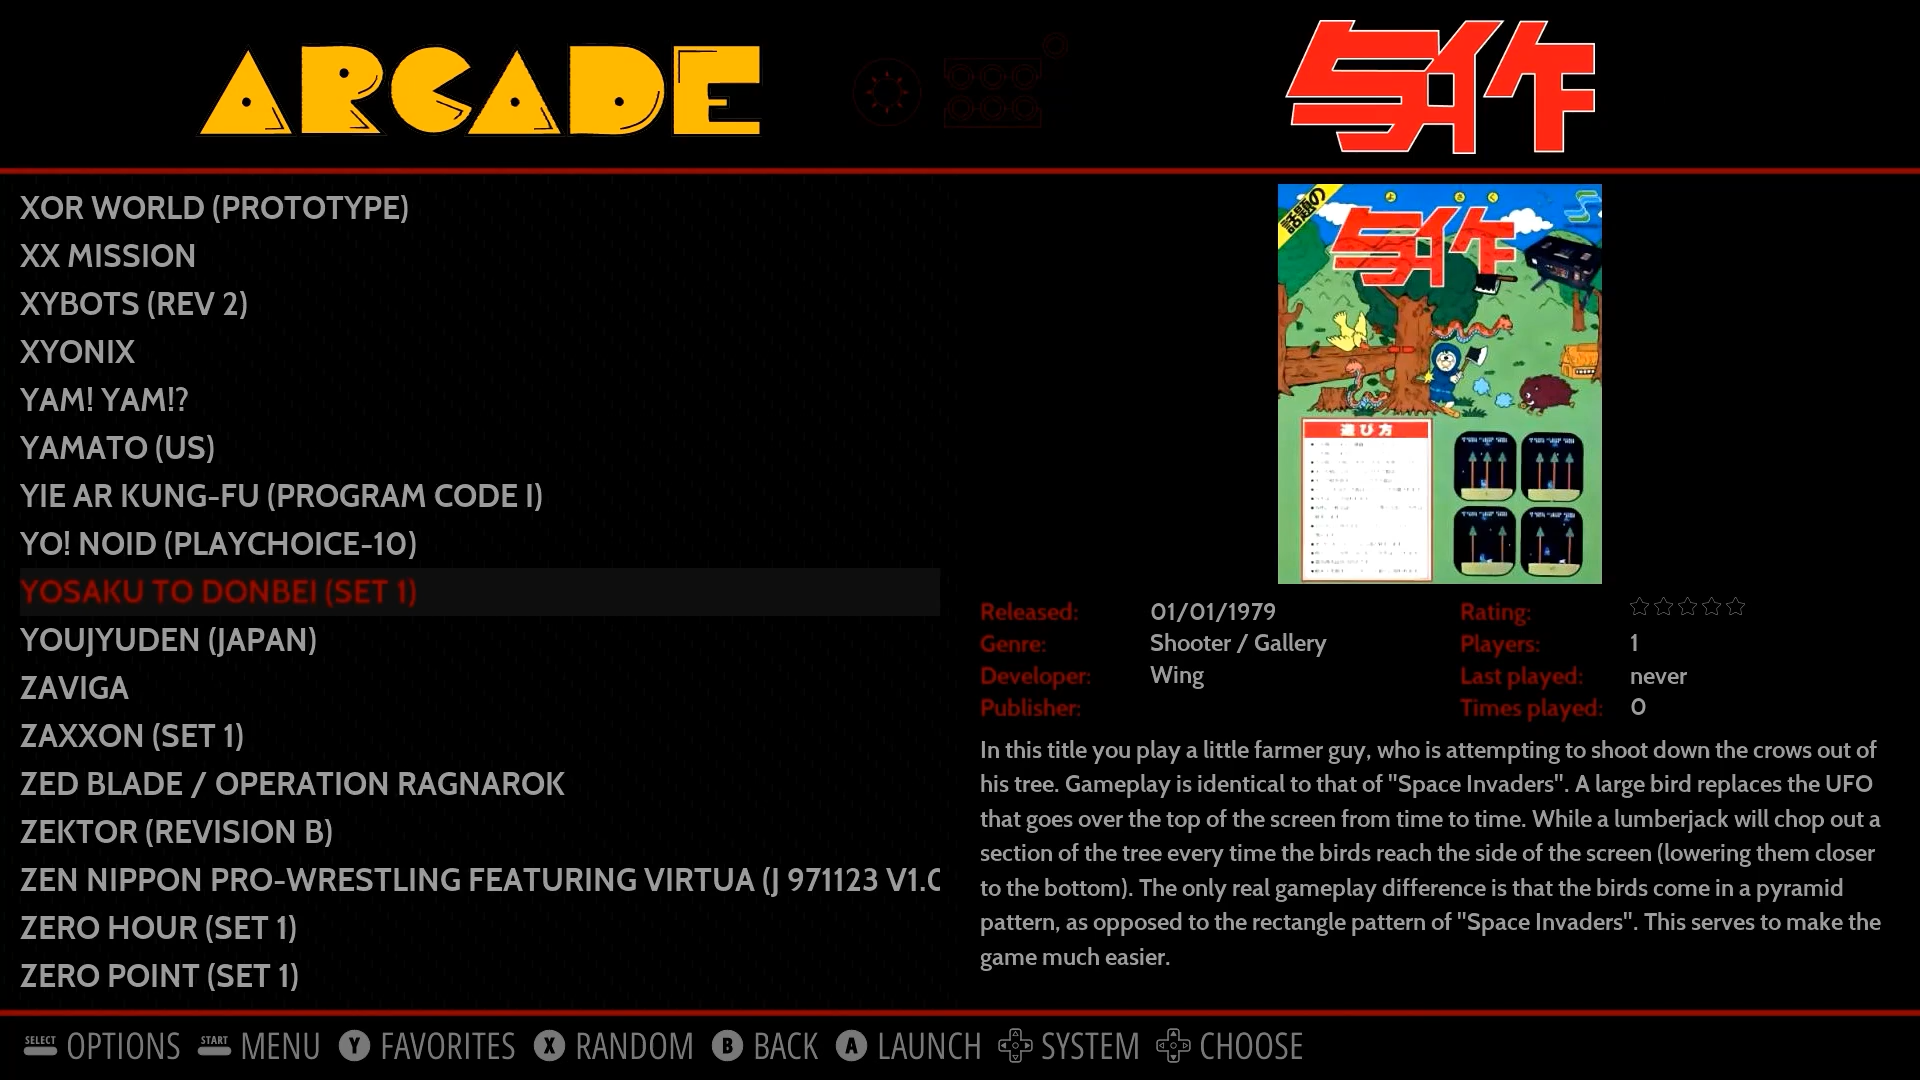 ARCADE
与作
XOR WORLD (PROTOTYPE)
XX MISSION
XYBOTS (REV 2)
XYONIX
YAM! YAM!?
YAMATO (US)
YIE AR KUNG-FU (PROGRAM CODE I)
YO! NOID (PLAYCHOICE-10)
YOSAKU TO DONBEI (SET 1)
YOUJYUDEN (JAPAN)
ZAVIGA
ZAXXON (SET 1)
ZED BLADE / OPERATION RAGNAROK
ZEKTOR (REVISION B)
ZEN NIPPON PRO-WRESTLING FEATURING VIRTUA (J 971123 V1.0
ZERO HOUR (SET 1)
ZERO POINT (SET 1)
話題の
よ さ く
与作
遊び方
Released: 01/01/1979 Rating:
Genre: Shooter / Gallery Players: 1
Developer: Wing Last played: never
Publisher: Times played: 0
In this title you play a little farmer guy, who is attempting to shoot down the crows out of
his tree. Gameplay is identical to that of "Space Invaders". A large bird replaces the UFO
that goes over the top of the screen from time to time. While a lumberjack will chop out a
section of the tree every time the birds reach the side of the screen (lowering them closer
to the bottom). The only real gameplay difference is that the birds come in a pyramid
pattern, as opposed to the rectangle pattern of "Space Invaders". This serves to make the
game much easier.
SELECT OPTIONS START MENU Y FAVORITES X RANDOM B BACK A LAUNCH SYSTEM CHOOSE